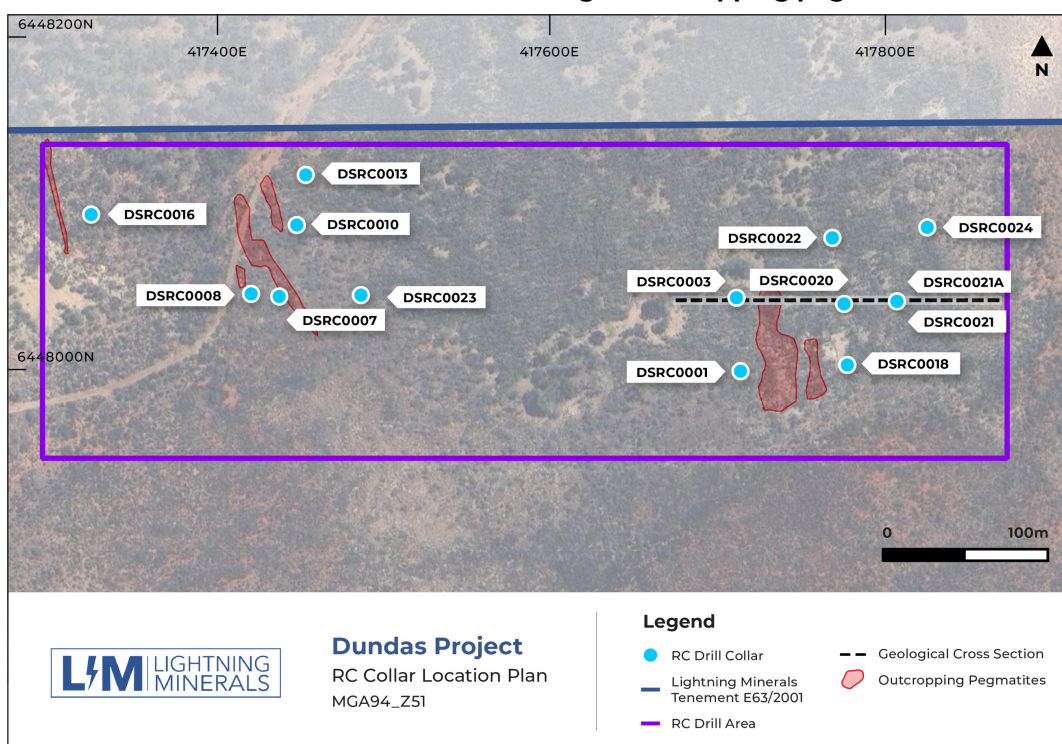 6448200N
417400E
417600E
417800E
N
DSRC0013
DSRC0016
DSRC0010
DSRC0024
DSRC0022
DSRC0003
DSRC0020
DSRC0021A
DSRC0008
DSRC0023
DSRC0007
DSRC0021
6448000N
DSRC0018
DSRC0001
0 100m
LM LIGHTNING
MINERALS
Dundas Project
RC Collar Location Plan
MGA94_Z51
Legend
RC Drill Collar
Lightning Minerals
Tenement E63/2001
RC Drill Area
Geological Cross Section
Outcropping Pegmatites